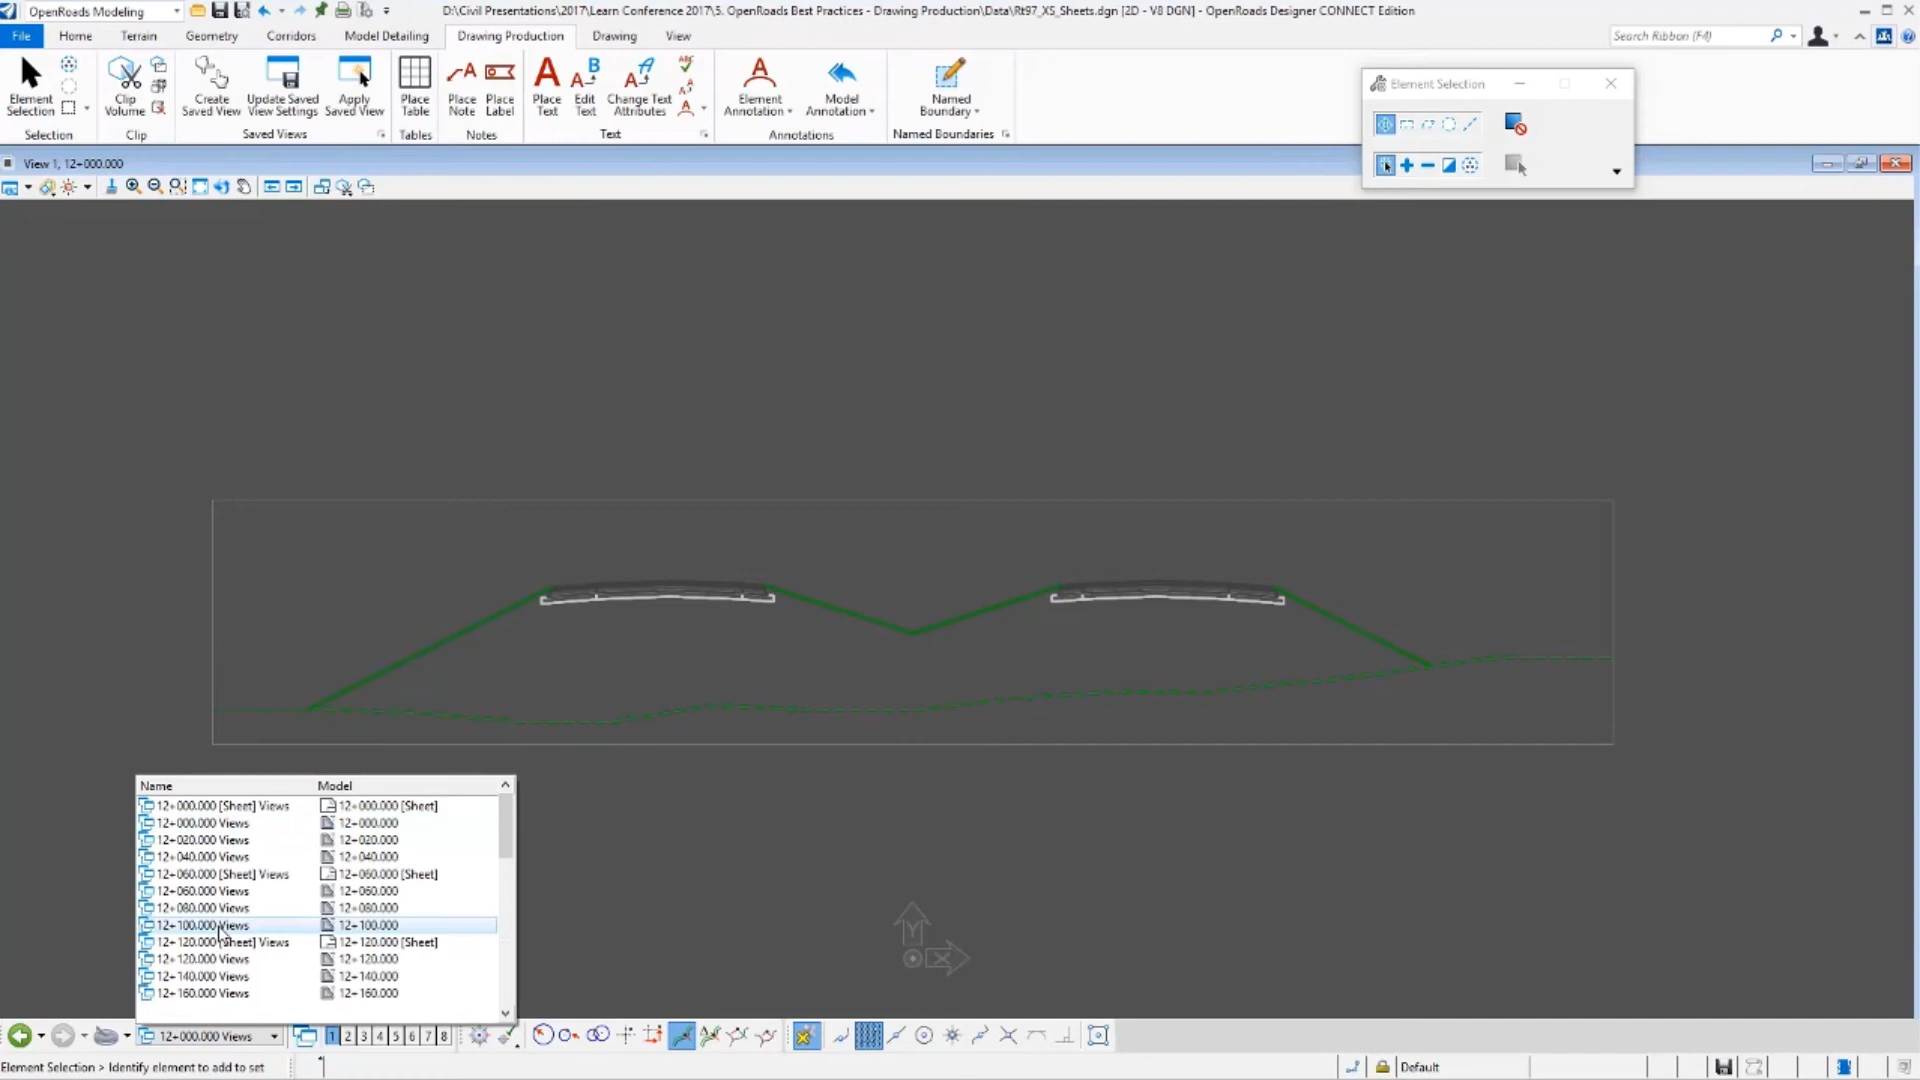 OpenRoads Modeling
D:\Civil Presentations\2017\Learn Conference 2017\5. OpenRoads Best Practices - Drawing Production\Data\Rt97_XS_Sheets.dgn [2D - V8 DGN] - OpenRoads Designer CONNECT Edition
File Home Terrain Geometry Corridors Model Detailing Drawing Production Drawing View
Search Ribbon (F4)
Element Selection
Clip Volume
Create Saved View
Update Saved View Settings
Apply Saved View
Place Table
Place Note
Place Label
Place Text
Edit Text
Change Text Attributes
Element Annotation
Model Annotation
Named Boundary
Selection Clip Saved Views Tables Notes Text Annotations Named Boundaries
Element Selection
View 1, 12+000.000
Y
X
Name Model
12+000.000 [Sheet] Views 12+000.000 [Sheet]
12+000.000 Views 12+000.000
12+020.000 Views 12+020.000
12+040.000 Views 12+040.000
12+060.000 [Sheet] Views 12+060.000 [Sheet]
12+060.000 Views 12+060.000
12+080.000 Views 12+080.000
12+100.000 Views 12+100.000
12+120.000 [Sheet] Views 12+120.000 [Sheet]
12+120.000 Views 12+120.000
12+140.000 Views 12+140.000
12+160.000 Views 12+160.000
12+000.000 Views 1 2 3 4 5 6 7 8
Element Selection > Identify element to add to set
Default